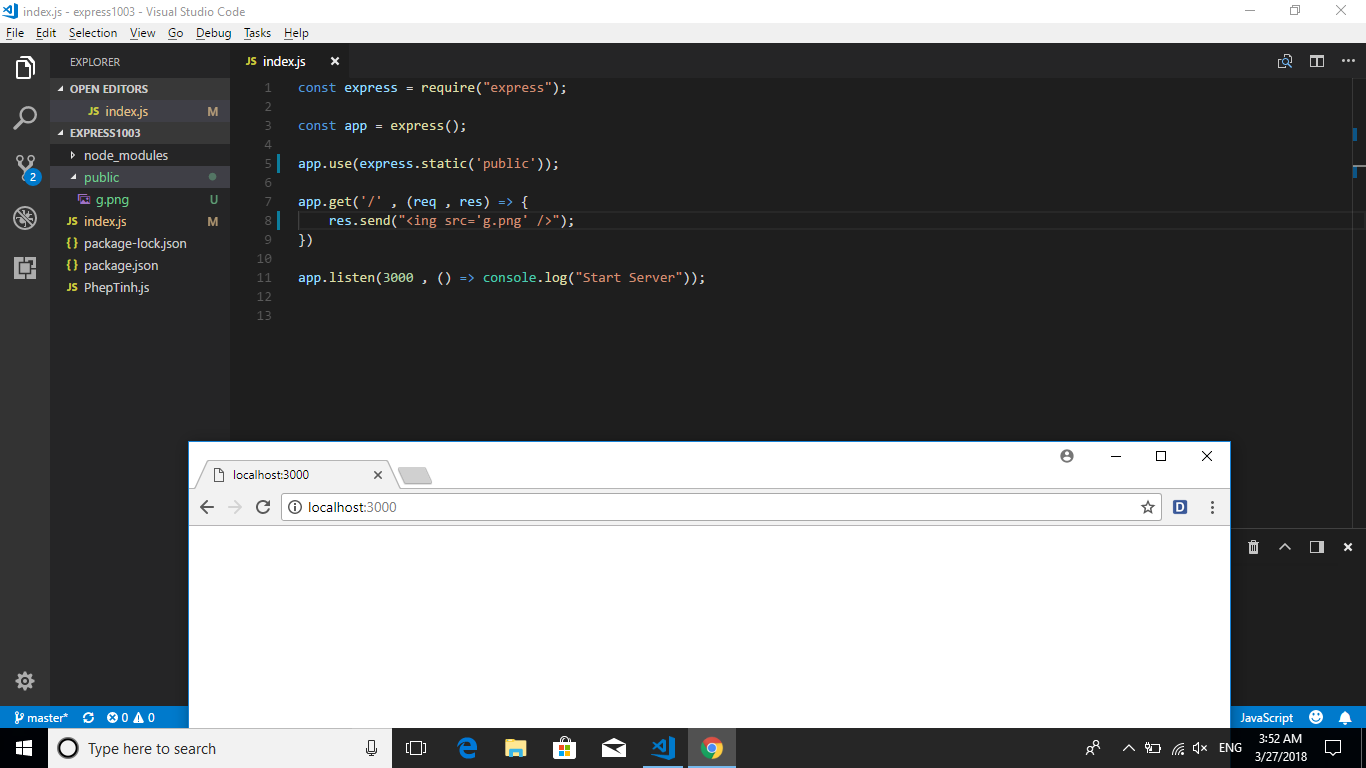 index.js - express1003 - Visual Studio Code
File Edit Selection View Go Debug Tasks Help
EXPLORER
OPEN EDITORS
JS index.js M
EXPRESS1003
node_modules
public
g.png U
JS index.js M
{} package-lock.json
{} package.json
JS PhepTinh.js
2
JS index.js
1 const express = require("express");
2
3 const app = express();
4
5 app.use(express.static('public'));
6
7 app.get('/' , (req , res) => {
8 res.send("<ing src='g.png' />");
9 })
10
11 app.listen(3000 , () => console.log("Start Server"));
12
13
localhost:3000
localhost:3000
D
master* 0 0
JavaScript
Type here to search
ENG
3:52 AM
3/27/2018